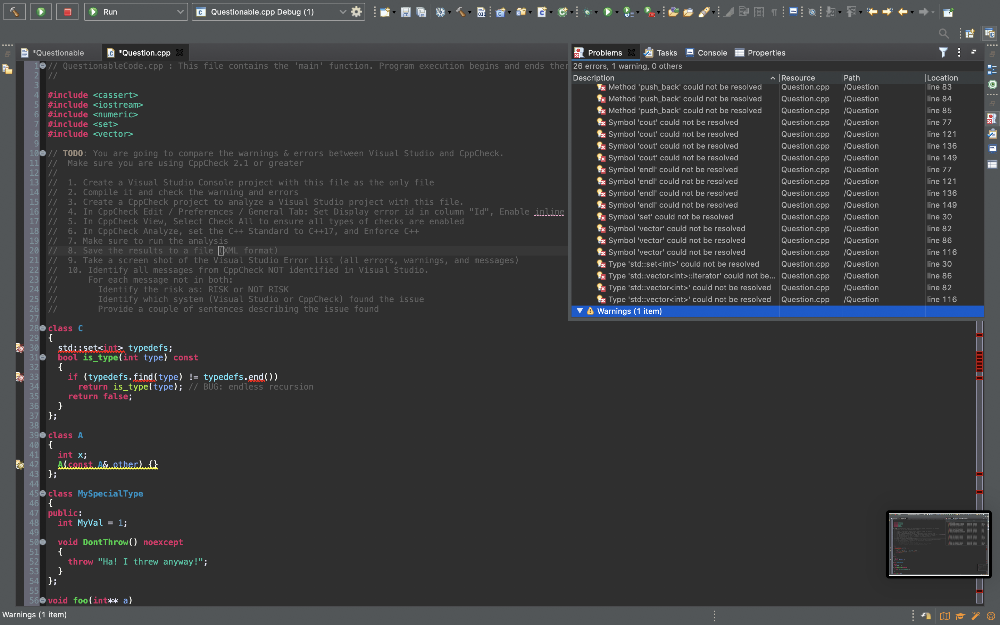 Run
Questionable.cpp Debug (1)
*Questionable
*Question.cpp
1 // QuestionableCode.cpp : This file contains the 'main' function. Program execution begins and ends ther
2 //
3
4 #include <cassert>
5 #include <iostream>
6 #include <numeric>
7 #include <set>
8 #include <vector>
9
10 // TODO: You are going to compare the warnings & errors between Visual Studio and CppCheck.
11 //  Make sure you are using CppCheck 2.1 or greater
12 //
13 //  1. Create a Visual Studio Console project with this file as the only file
14 //  2. Compile it and check the warning and errors
15 //  3. Create a CppCheck project to analyze a Visual Studio project with this file.
16 //  4. In CppCheck Edit / Preferences / General Tab: Set Display error id in column "Id", Enable inline
17 //  5. In CppCheck View, Select Check All to ensure all types of checks are enabled
18 //  6. In CppCheck Analyze, set the C++ Standard to C++17, and Enforce C++
19 //  7. Make sure to run the analysis
20 //  8. Save the results to a file (XML format)
21 //  9. Take a screen shot of the Visual Studio Error list (all errors, warnings, and messages)
22 //  10. Identify all messages from CppCheck NOT identified in Visual Studio.
23 //      For each message not in both:
24 //        Identify the risk as: RISK or NOT RISK
25 //        Identify which system (Visual Studio or CppCheck) found the issue
26 //        Provide a couple of sentences describing the issue found
27
28 class C
29 {
30   std::set<int> typedefs;
31   bool is_type(int type) const
32   {
33     if (typedefs.find(type) != typedefs.end())
34       return is_type(type); // BUG: endless recursion
35     return false;
36   }
37 };
38
39 class A
40 {
41   int x;
42   A(const A& other) {}
43 };
44
45 class MySpecialType
46 {
47 public:
48   int MyVal = 1;
49
50   void DontThrow() noexcept
51   {
52     throw "Ha! I threw anyway!";
53   }
54 };
55
56 void foo(int** a)
Problems
Tasks
Console
Properties
26 errors, 1 warning, 0 others
Description Resource Path Location
Method 'push_back' could not be resolved Question.cpp /Question line 83
Method 'push_back' could not be resolved Question.cpp /Question line 84
Method 'push_back' could not be resolved Question.cpp /Question line 85
Symbol 'cout' could not be resolved Question.cpp /Question line 77
Symbol 'cout' could not be resolved Question.cpp /Question line 121
Symbol 'cout' could not be resolved Question.cpp /Question line 136
Symbol 'cout' could not be resolved Question.cpp /Question line 149
Symbol 'endl' could not be resolved Question.cpp /Question line 77
Symbol 'endl' could not be resolved Question.cpp /Question line 121
Symbol 'endl' could not be resolved Question.cpp /Question line 136
Symbol 'endl' could not be resolved Question.cpp /Question line 149
Symbol 'set' could not be resolved Question.cpp /Question line 30
Symbol 'vector' could not be resolved Question.cpp /Question line 82
Symbol 'vector' could not be resolved Question.cpp /Question line 86
Symbol 'vector' could not be resolved Question.cpp /Question line 116
Type 'std::set<int>' could not be resolved Question.cpp /Question line 30
Type 'std::vector<int>::iterator' could not be... Question.cpp /Question line 86
Type 'std::vector<int>' could not be resolved Question.cpp /Question line 82
Type 'std::vector<int>' could not be resolved Question.cpp /Question line 116
Warnings (1 item)
Warnings (1 item)